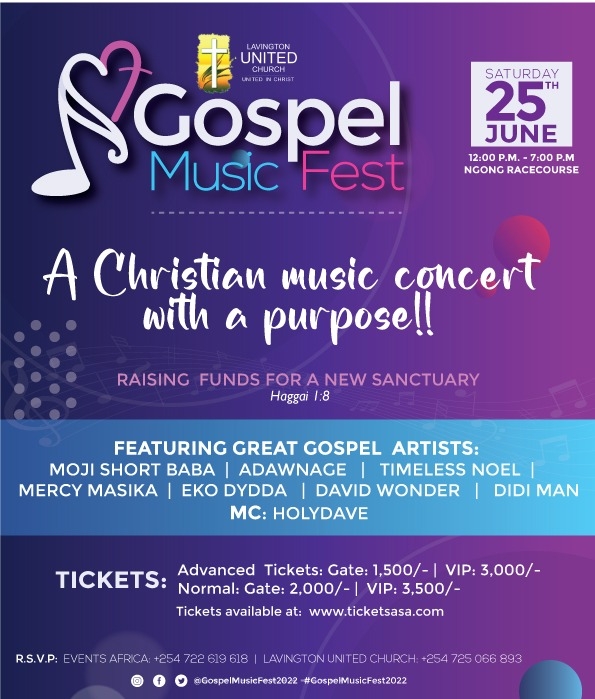 LAVINGTON
UNITED
CHURCH
UNITED IN CHRIST
Gospel
Music Fest
SATURDAY
25TH
JUNE
12:00 P.M. - 7:00 P.M
NGONG RACECOURSE
A Christian music concert
with a purpose!!
RAISING FUNDS FOR A NEW SANCTUARY
Haggai 1:8
FEATURING GREAT GOSPEL ARTISTS:
MOJI SHORT BABA | ADAWNAGE | TIMELESS NOEL |
MERCY MASIKA | EKO DYDDA | DAVID WONDER | DIDI MAN
MC: HOLYDAVE
TICKETS:
Advanced Tickets: Gate: 1,500/- | VIP: 3,000/-
Normal: Gate: 2,000/- | VIP: 3,500/-
Tickets available at: www.ticketsasa.com
R.S.V.P: EVENTS AFRICA: +254 722 619 618 | LAVINGTON UNITED CHURCH: +254 725 066 893
@GospelMusicFest2022 -#GospelMusicFest2022